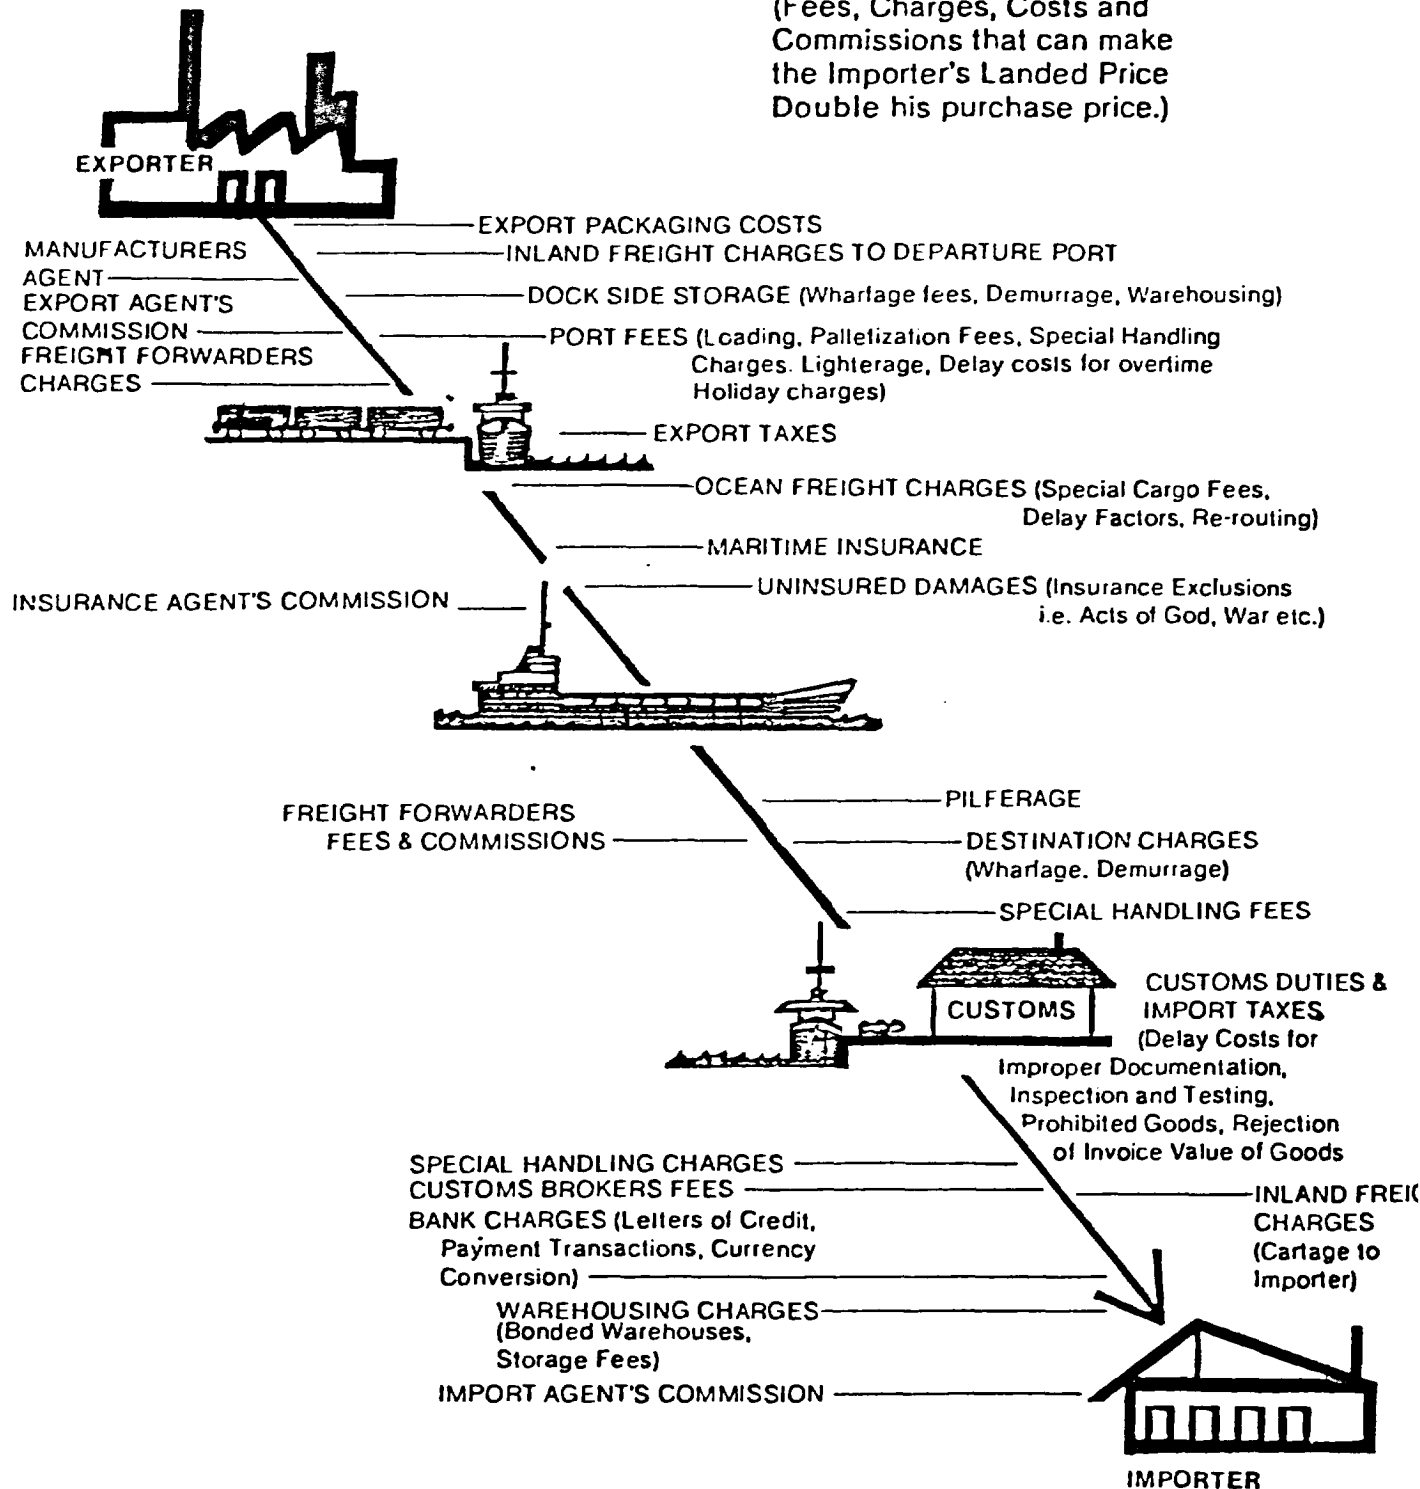 (Fees, Charges, Costs and
Commissions that can make
the Importer's Landed Price
Double his purchase price.)
EXPORTER
EXPORT PACKAGING COSTS
MANUFACTURERS
AGENT
INLAND FREIGHT CHARGES TO DEPARTURE PORT
DOCK SIDE STORAGE (Wharfage fees, Demurrage, Warehousing)
EXPORT AGENT'S
COMMISSION
PORT FEES (Loading, Palletization Fees, Special Handling
Charges. Lighterage, Delay costs for overtime
Holiday charges)
FREIGHT FORWARDERS
CHARGES
EXPORT TAXES
OCEAN FREIGHT CHARGES (Special Cargo Fees,
Delay Factors, Re-routing)
MARITIME INSURANCE
UNINSURED DAMAGES (Insurance Exclusions
i.e. Acts of God, War etc.)
INSURANCE AGENT'S COMMISSION
PILFERAGE
FREIGHT FORWARDERS
FEES & COMMISSIONS
DESTINATION CHARGES
(Wharfage. Demurrage)
SPECIAL HANDLING FEES
CUSTOMS
CUSTOMS DUTIES &
IMPORT TAXES
(Delay Costs for
Improper Documentation,
Inspection and Testing,
Prohibited Goods, Rejection
of Invoice Value of Goods
SPECIAL HANDLING CHARGES
CUSTOMS BROKERS FEES
INLAND FREI
CHARGES
(Cartage to
Importer)
BANK CHARGES (Letters of Credit,
Payment Transactions, Currency
Conversion)
WAREHOUSING CHARGES
(Bonded Warehouses,
Storage Fees)
IMPORT AGENT'S COMMISSION
IMPORTER